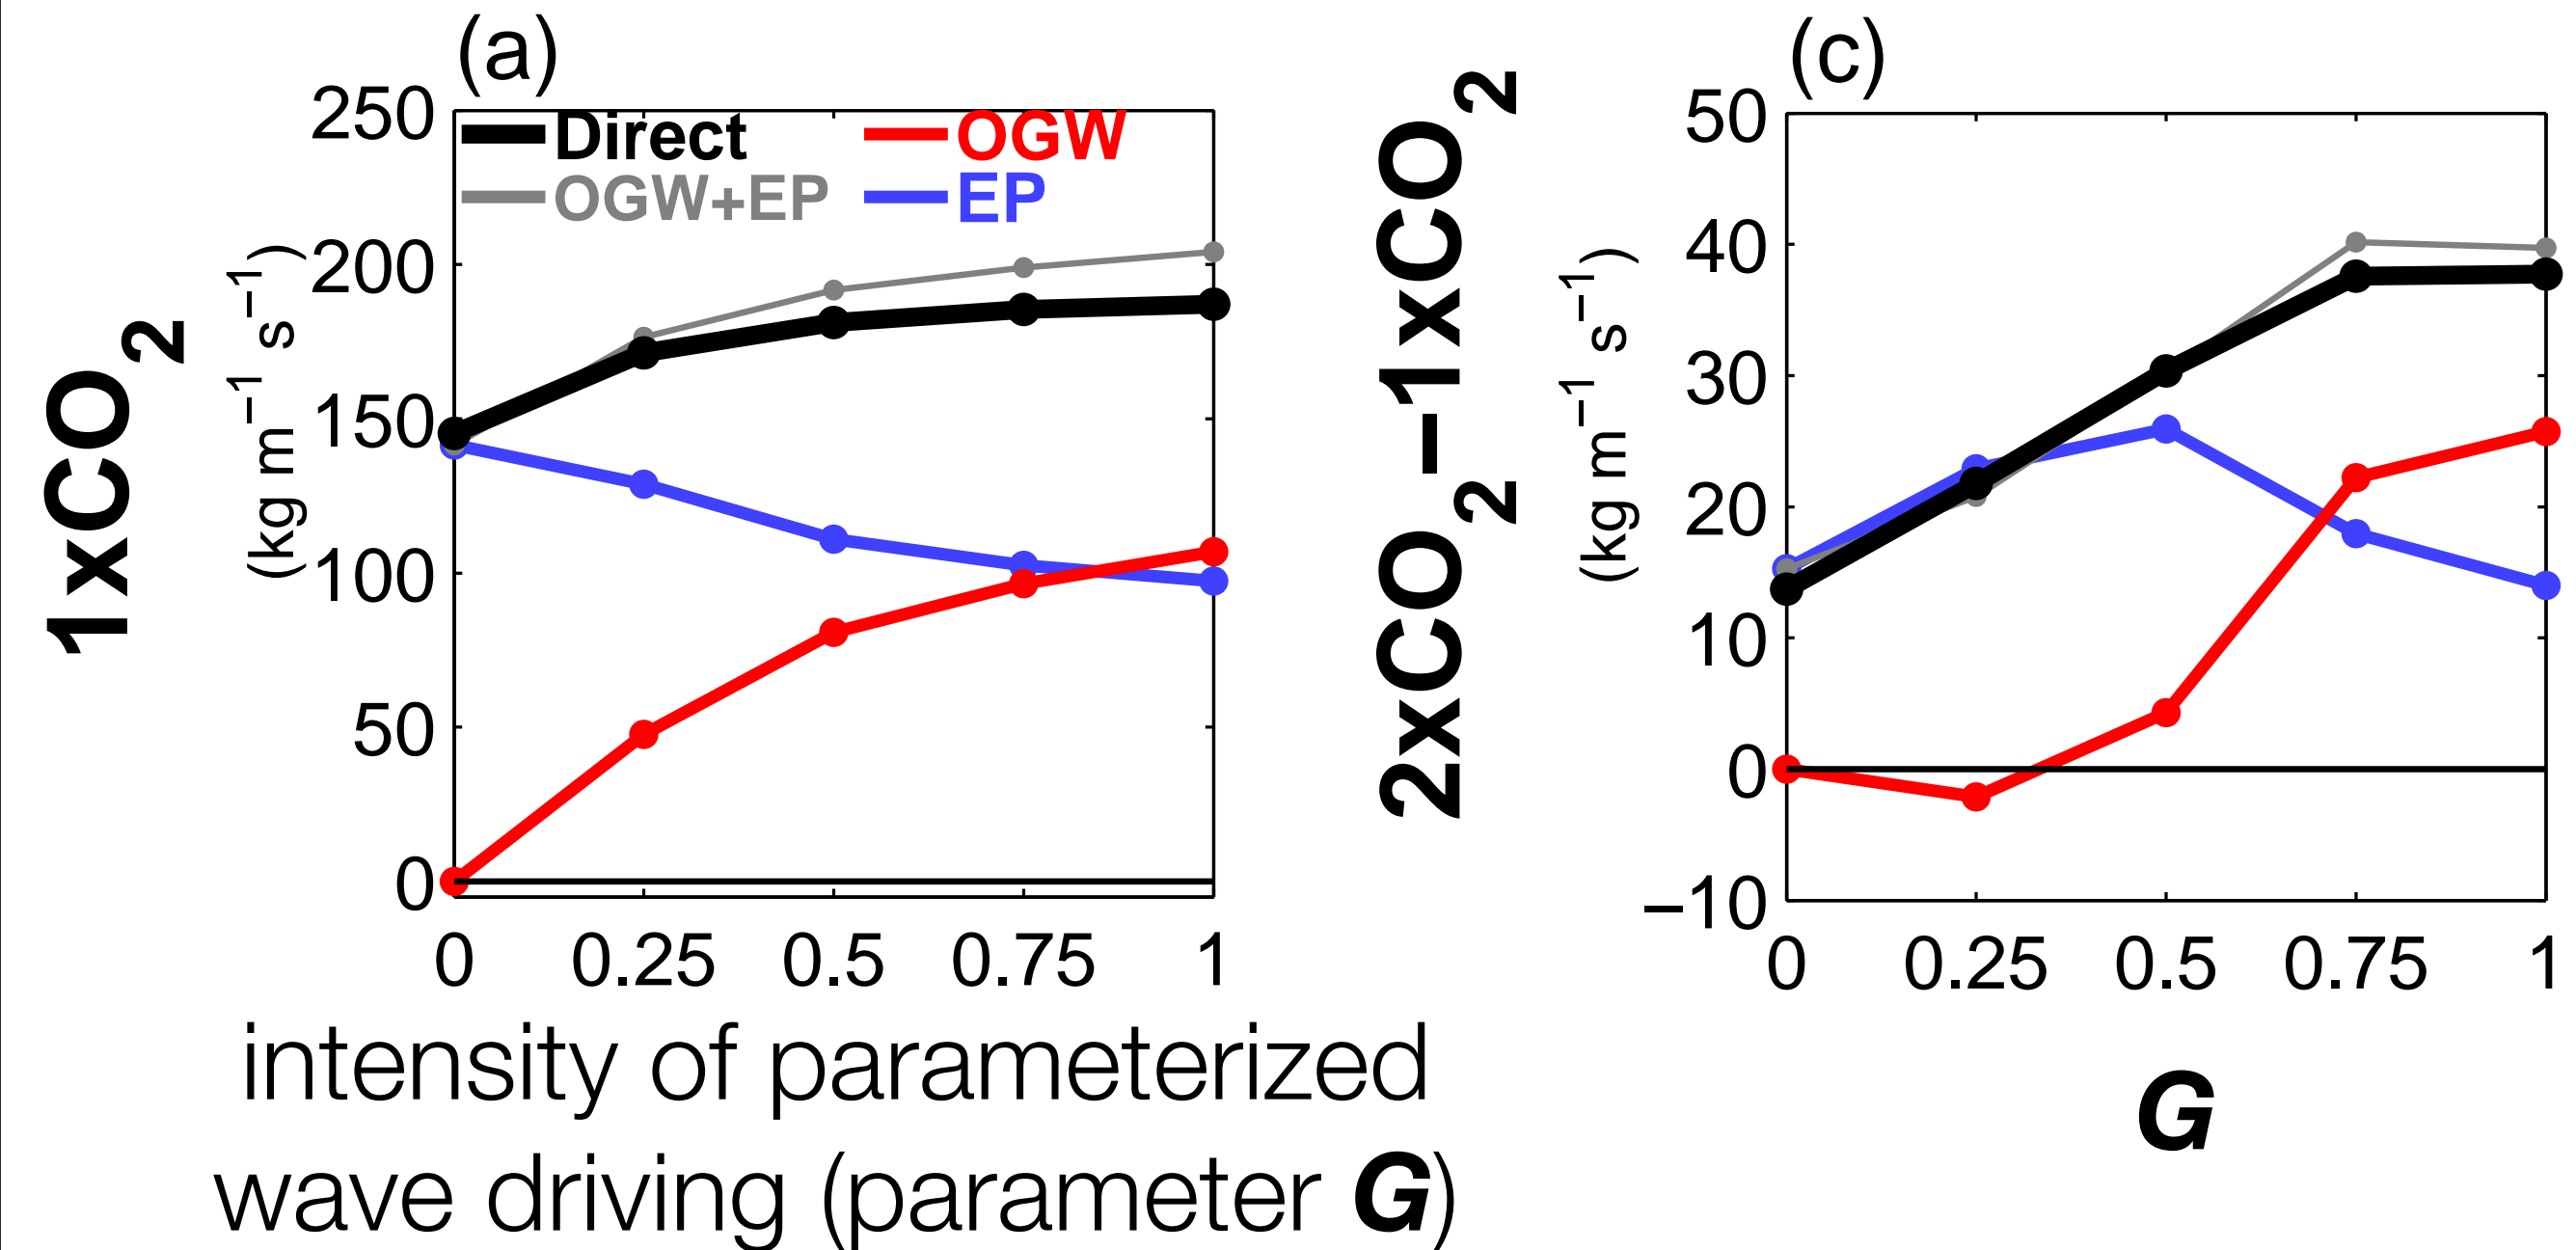 (a)
1xCO2
(kg m−1 s−1)
250
200
150
100
50
0
Direct
OGW
OGW+EP
EP
0 0.25 0.5 0.75 1
intensity of parameterized
wave driving (parameter G)
(c)
2xCO2−1xCO2
(kg m−1 s−1)
50
40
30
20
10
0
−10
0 0.25 0.5 0.75 1
G